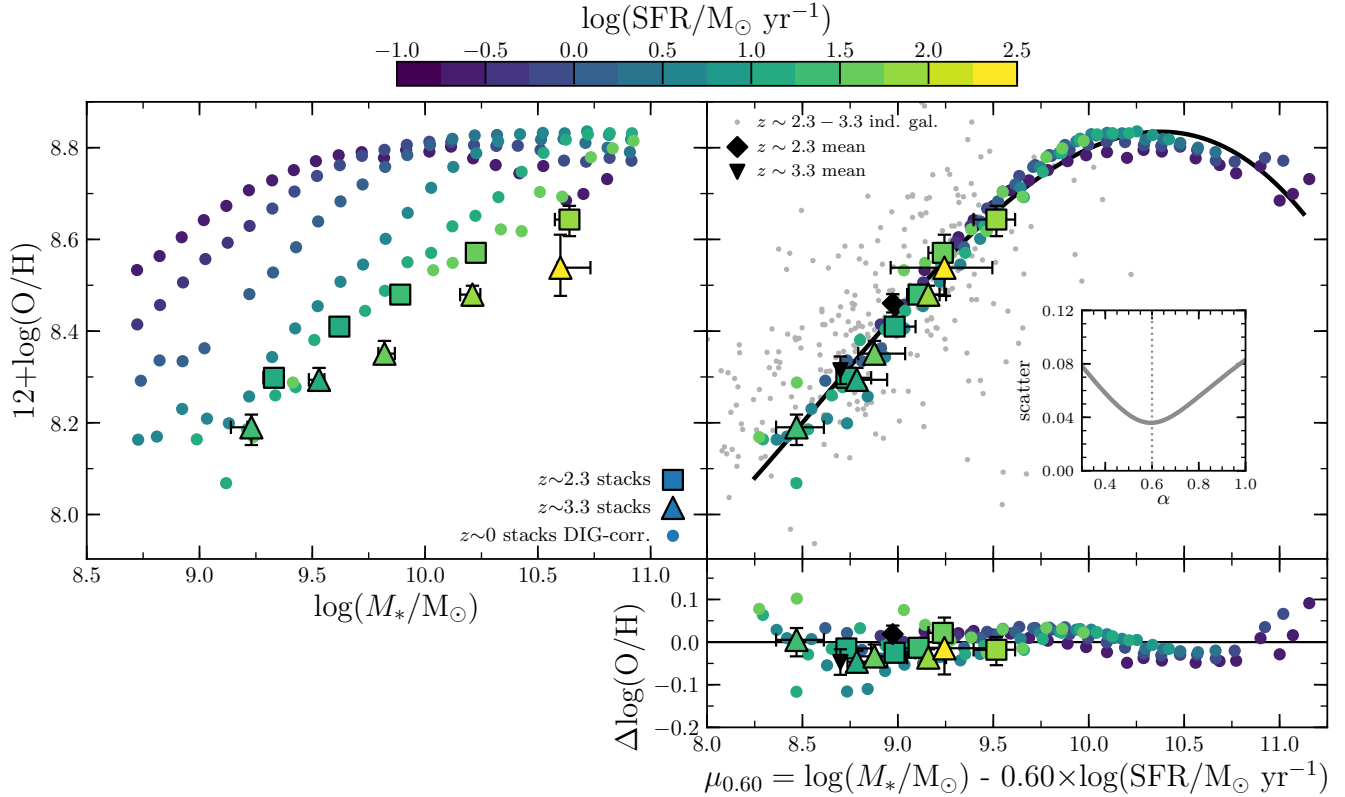 log(SFR/M⊙ yr⁻¹)
−1.0 −0.5 0.0 0.5 1.0 1.5 2.0 2.5
12+log(O/H)
8.8
8.6
8.4
8.2
8.0
z∼2.3 stacks
z∼3.3 stacks
z∼0 stacks DIG-corr.
8.5 9.0 9.5 10.0 10.5 11.0
log(M*/M⊙)
z ∼ 2.3 − 3.3 ind. gal.
z ∼ 2.3 mean
z ∼ 3.3 mean
scatter
0.12
0.08
0.04
0.00
0.4 0.6 0.8 1.0
α
Δlog(O/H)
0.1
0.0
−0.1
−0.2
8.0 8.5 9.0 9.5 10.0 10.5 11.0
μ₀.₆₀ = log(M*/M⊙) - 0.60×log(SFR/M⊙ yr⁻¹)